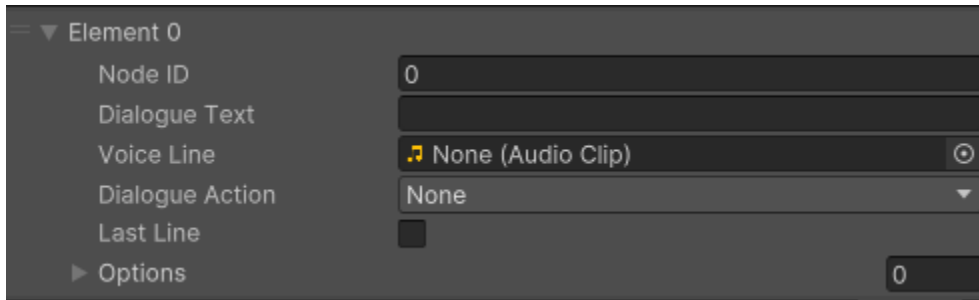 Element 0
Node ID 0
Dialogue Text
Voice Line None (Audio Clip)
Dialogue Action None
Last Line
Options 0